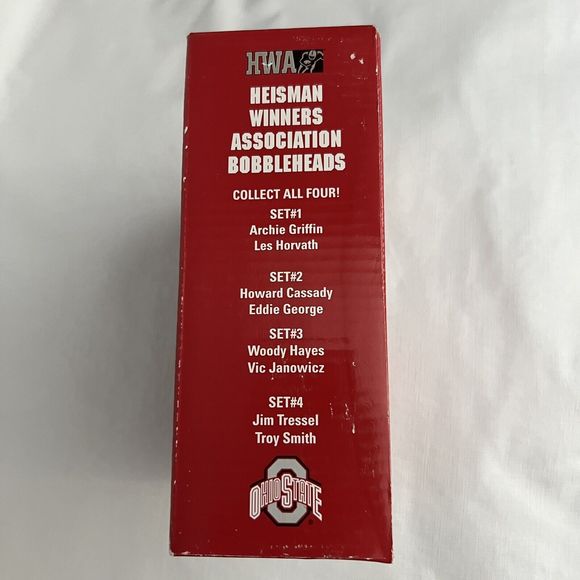 HWA
HEISMAN
WINNERS
ASSOCIATION
BOBBLEHEADS
COLLECT ALL FOUR!
SET#1
Archie Griffin
Les Horvath
SET#2
Howard Cassady
Eddie George
SET#3
Woody Hayes
Vic Janowicz
SET#4
Jim Tressel
Troy Smith
OHIO STATE
®